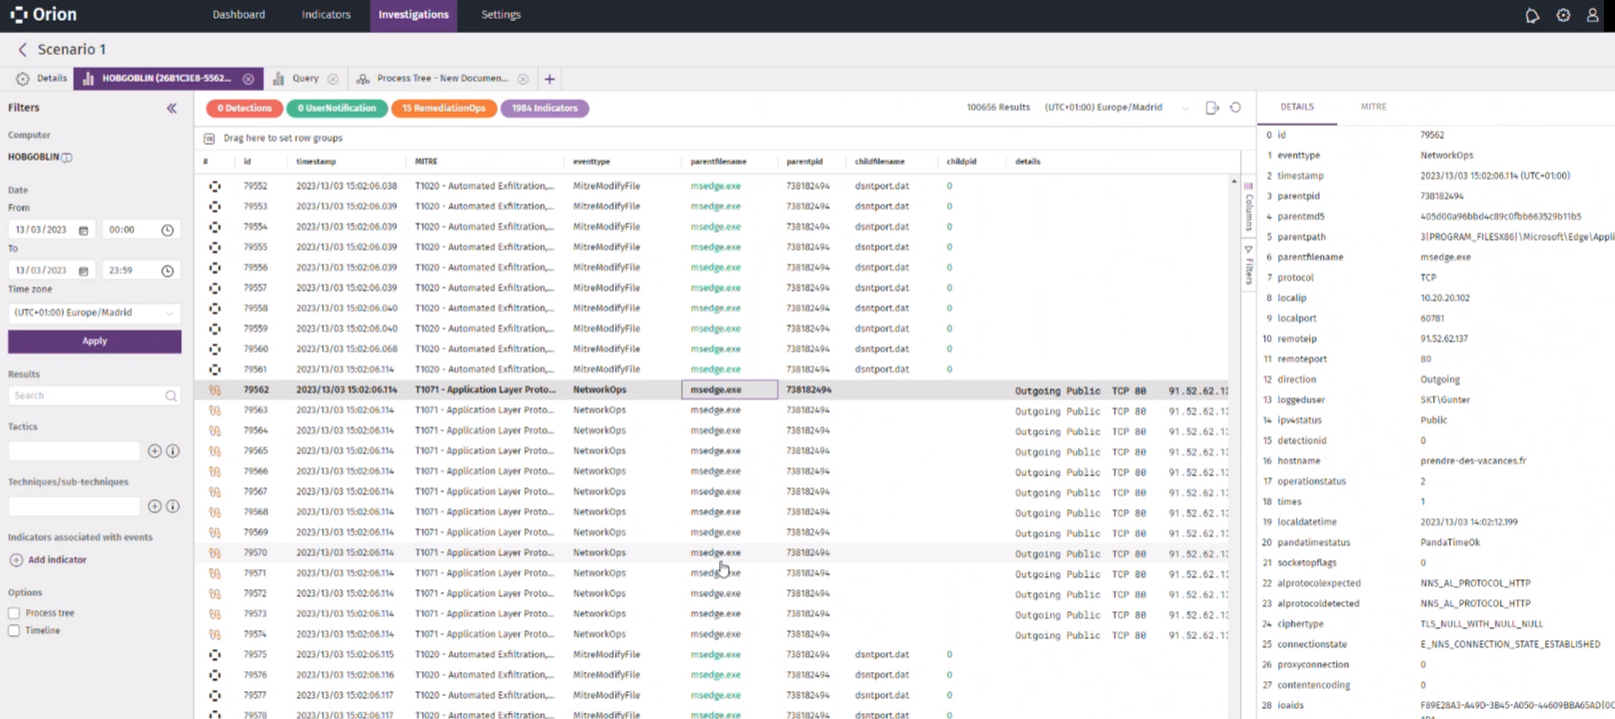 Orion Dashboard Indicators Investigations Settings
Scenario 1
Details HOBGOBLIN (26B1C3E8-5562... Query Process Tree - New Documen... +
Filters
Computer
HOBGOBLIN
Date
From
13/03/2023 00:00
To
13/03/2023 23:59
Time zone
(UTC+01:00) Europe/Madrid
Apply
Results
Search
Tactics
Techniques/sub-techniques
Indicators associated with events
Add indicator
Options
Process tree
Timeline
0 Detections 0 UserNotification 15 RemediationOps 1984 Indicators 100656 Results (UTC+01:00) Europe/Madrid
Drag here to set row groups
# id timestamp MITRE eventtype parentfilename parentpid childfilename childpid details
79552 2023/13/03 15:02:06.038 T1020 - Automated Exfiltration,... MitreModifyFile msedge.exe 738182494 dsntport.dat 0
79553 2023/13/03 15:02:06.039 T1020 - Automated Exfiltration,... MitreModifyFile msedge.exe 738182494 dsntport.dat 0
79554 2023/13/03 15:02:06.039 T1020 - Automated Exfiltration,... MitreModifyFile msedge.exe 738182494 dsntport.dat 0
79555 2023/13/03 15:02:06.039 T1020 - Automated Exfiltration,... MitreModifyFile msedge.exe 738182494 dsntport.dat 0
79556 2023/13/03 15:02:06.039 T1020 - Automated Exfiltration,... MitreModifyFile msedge.exe 738182494 dsntport.dat 0
79557 2023/13/03 15:02:06.039 T1020 - Automated Exfiltration,... MitreModifyFile msedge.exe 738182494 dsntport.dat 0
79558 2023/13/03 15:02:06.040 T1020 - Automated Exfiltration,... MitreModifyFile msedge.exe 738182494 dsntport.dat 0
79559 2023/13/03 15:02:06.040 T1020 - Automated Exfiltration,... MitreModifyFile msedge.exe 738182494 dsntport.dat 0
79560 2023/13/03 15:02:06.068 T1020 - Automated Exfiltration,... MitreModifyFile msedge.exe 738182494 dsntport.dat 0
79561 2023/13/03 15:02:06.114 T1020 - Automated Exfiltration,... MitreModifyFile msedge.exe 738182494 dsntport.dat 0
79562 2023/13/03 15:02:06.114 T1071 - Application Layer Proto... NetworkOps msedge.exe 738182494 Outgoing Public TCP 80 91.52.62.13
79563 2023/13/03 15:02:06.114 T1071 - Application Layer Proto... NetworkOps msedge.exe 738182494 Outgoing Public TCP 80 91.52.62.13
79564 2023/13/03 15:02:06.114 T1071 - Application Layer Proto... NetworkOps msedge.exe 738182494 Outgoing Public TCP 80 91.52.62.13
79565 2023/13/03 15:02:06.114 T1071 - Application Layer Proto... NetworkOps msedge.exe 738182494 Outgoing Public TCP 80 91.52.62.13
79566 2023/13/03 15:02:06.114 T1071 - Application Layer Proto... NetworkOps msedge.exe 738182494 Outgoing Public TCP 80 91.52.62.13
79567 2023/13/03 15:02:06.114 T1071 - Application Layer Proto... NetworkOps msedge.exe 738182494 Outgoing Public TCP 80 91.52.62.13
79568 2023/13/03 15:02:06.114 T1071 - Application Layer Proto... NetworkOps msedge.exe 738182494 Outgoing Public TCP 80 91.52.62.13
79569 2023/13/03 15:02:06.114 T1071 - Application Layer Proto... NetworkOps msedge.exe 738182494 Outgoing Public TCP 80 91.52.62.13
79570 2023/13/03 15:02:06.114 T1071 - Application Layer Proto... NetworkOps msedge.exe 738182494 Outgoing Public TCP 80 91.52.62.13
79571 2023/13/03 15:02:06.114 T1071 - Application Layer Proto... NetworkOps 738182494 Outgoing Public TCP 80 91.52.62.13
79572 2023/13/03 15:02:06.114 T1071 - Application Layer Proto... NetworkOps msedge.exe 738182494 Outgoing Public TCP 80 91.52.62.13
79573 2023/13/03 15:02:06.114 T1071 - Application Layer Proto... NetworkOps msedge.exe 738182494 Outgoing Public TCP 80 91.52.62.13
79574 2023/13/03 15:02:06.114 T1071 - Application Layer Proto... NetworkOps msedge.exe 738182494 Outgoing Public TCP 80 91.52.62.13
79575 2023/13/03 15:02:06.115 T1020 - Automated Exfiltration,... MitreModifyFile msedge.exe 738182494 dsntport.dat 0
79576 2023/13/03 15:02:06.116 T1020 - Automated Exfiltration,... MitreModifyFile msedge.exe 738182494 dsntport.dat 0
79577 2023/13/03 15:02:06.117 T1020 - Automated Exfiltration,... MitreModifyFile msedge.exe 738182494 dsntport.dat 0
79578 2023/13/03 15:02:06.117 T1020 - Automated Exfiltration,... MitreModifyFile msedge.exe 738182494 dsntport.dat 0
Columns
Filters
DETAILS MITRE
0 id 79562
1 eventtype NetworkOps
2 timestamp 2023/13/03 15:02:06.114 (UTC+01:00)
3 parentpid 738182494
4 parentmd5 405d00a96bbd4c89c0fbb663529b11b5
5 parentpath 3|PROGRAM_FILESX86|\Microsoft\Edge\Appli
6 parentfilename msedge.exe
7 protocol TCP
8 localip 10.20.20.102
9 localport 60781
10 remoteip 91.52.62.137
11 remoteport 80
12 direction Outgoing
13 loggeduser SKT\Gunter
14 ipv4status Public
15 detectionid 0
16 hostname prendre-des-vacances.fr
17 operationstatus 2
18 times 1
19 localdatetime 2023/13/03 14:02:12.199
20 pandatimestatus PandaTimeOk
21 socketopflags 0
22 alprotocolexpected NNS_AL_PROTOCOL_HTTP
23 alprotocoldetected NNS_AL_PROTOCOL_HTTP
24 ciphertype TLS_NULL_WITH_NULL_NULL
25 connectionstate E_NNS_CONNECTION_STATE_ESTABLISHED
26 proxyconnection 0
27 contentencoding 0
28 ioaids F89E28A3-A49D-3B45-A050-44609BBA65AD|0C